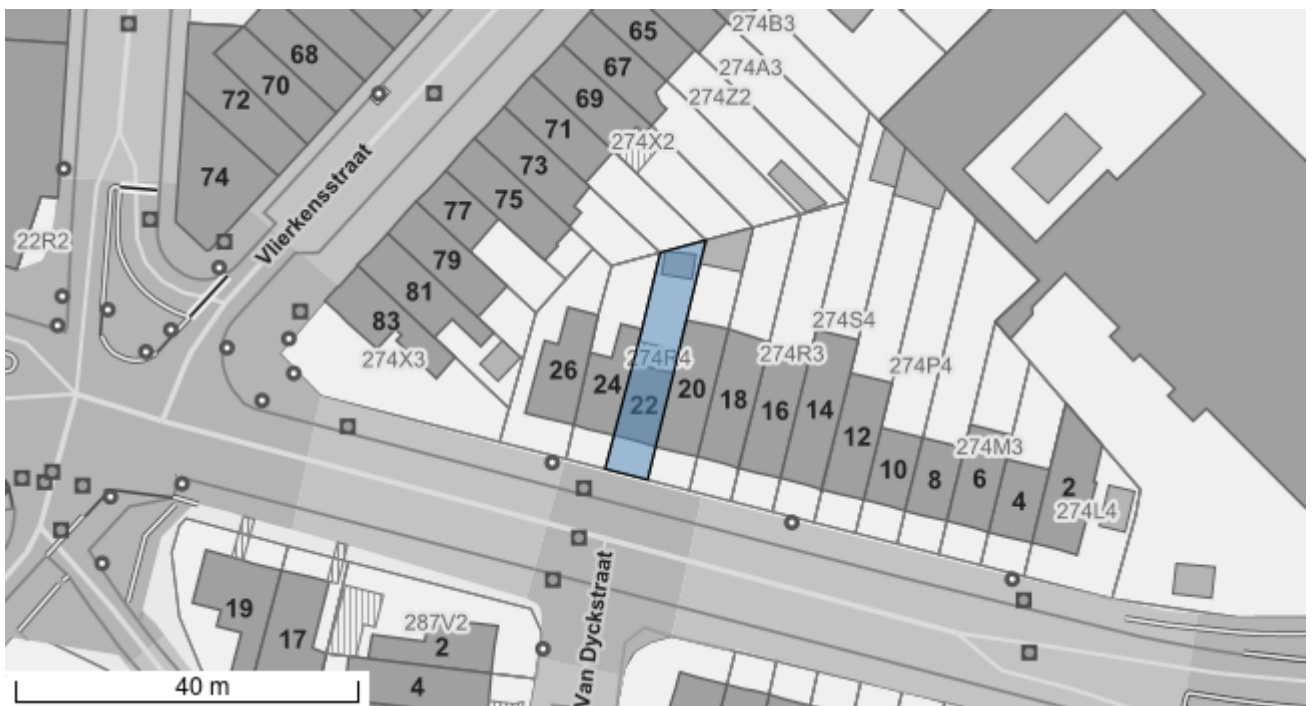 65
274B3
68
67
274A3
70
274Z2
72
69
71
274X2
73
74
75
Vlierkensstraat
77
22R2
79
81
83
274S4
274X3
26
24
274R4
20
274R3
274P4
22
18
16
14
12
10
8
6
274M3
4
2
274L4
Van Dyckstraat
19
17
287V2
2
4
40 m